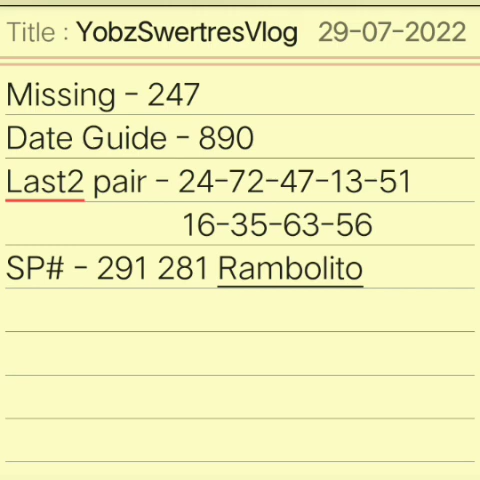 Title : YobzSwertresVlog 29-07-2022
Missing - 247
Date Guide - 890
Last2 pair - 24-72-47-13-51
16-35-63-56
SP# - 291 281 Rambolito